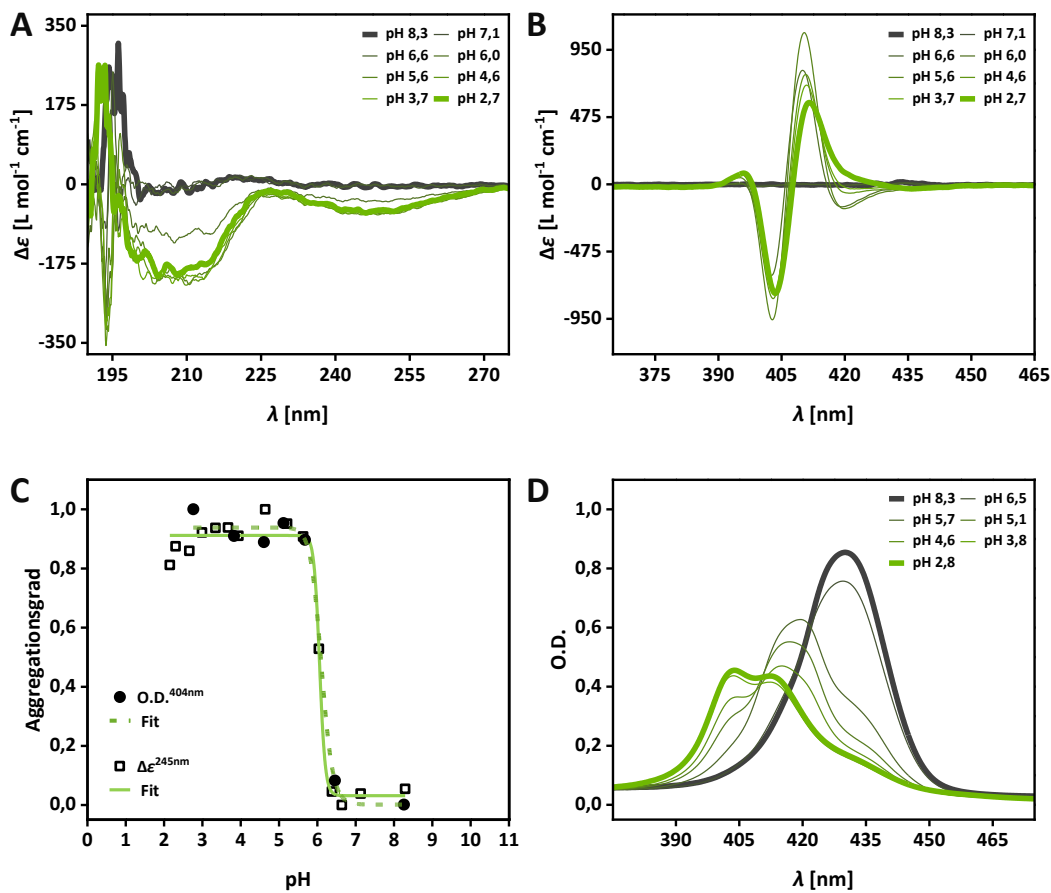 A
350
175
0
-175
-350
Δε [L mol⁻¹ cm⁻¹]
pH 8,3 pH 7,1
pH 6,6 pH 6,0
pH 5,6 pH 4,6
pH 3,7 pH 2,7
195 210 225 240 255 270
λ [nm]
B
950
475
0
-475
-950
Δε [L mol⁻¹ cm⁻¹]
pH 8,3 pH 7,1
pH 6,6 pH 6,0
pH 5,6 pH 4,6
pH 3,7 pH 2,7
375 390 405 420 435 450 465
λ [nm]
C
1,0
0,8
0,6
0,4
0,2
0,0
Aggregationsgrad
O.D.⁴⁰⁴ⁿᵐ
Fit
Δε²⁴⁵ⁿᵐ
Fit
0 1 2 3 4 5 6 7 8 9 10 11
pH
D
1,0
0,8
0,6
0,4
0,2
0,0
O.D.
pH 8,3 pH 6,5
pH 5,7 pH 5,1
pH 4,6 pH 3,8
pH 2,8
390 405 420 435 450 465
λ [nm]